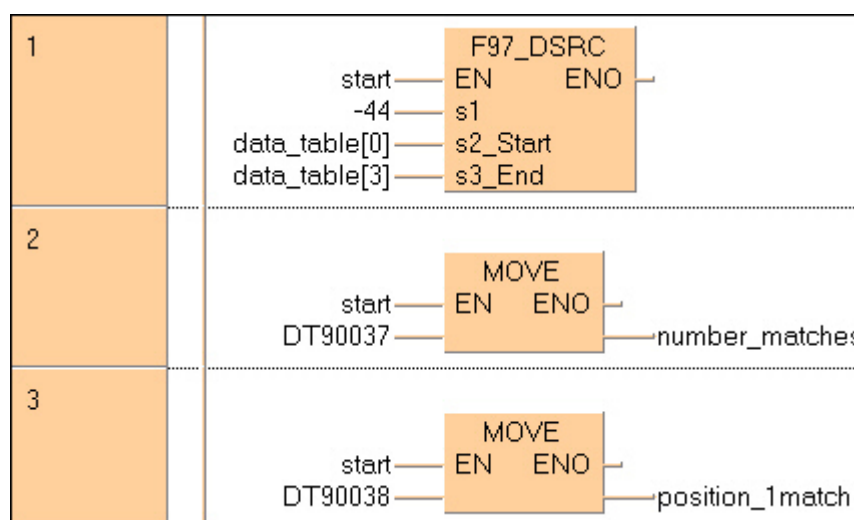 1
F97_DSRC
start EN ENO
-44 s1
data_table[0] s2_Start
data_table[3] s3_End
2
MOVE
start EN ENO
DT90037 number_matches
3
MOVE
start EN ENO
DT90038 position_1match